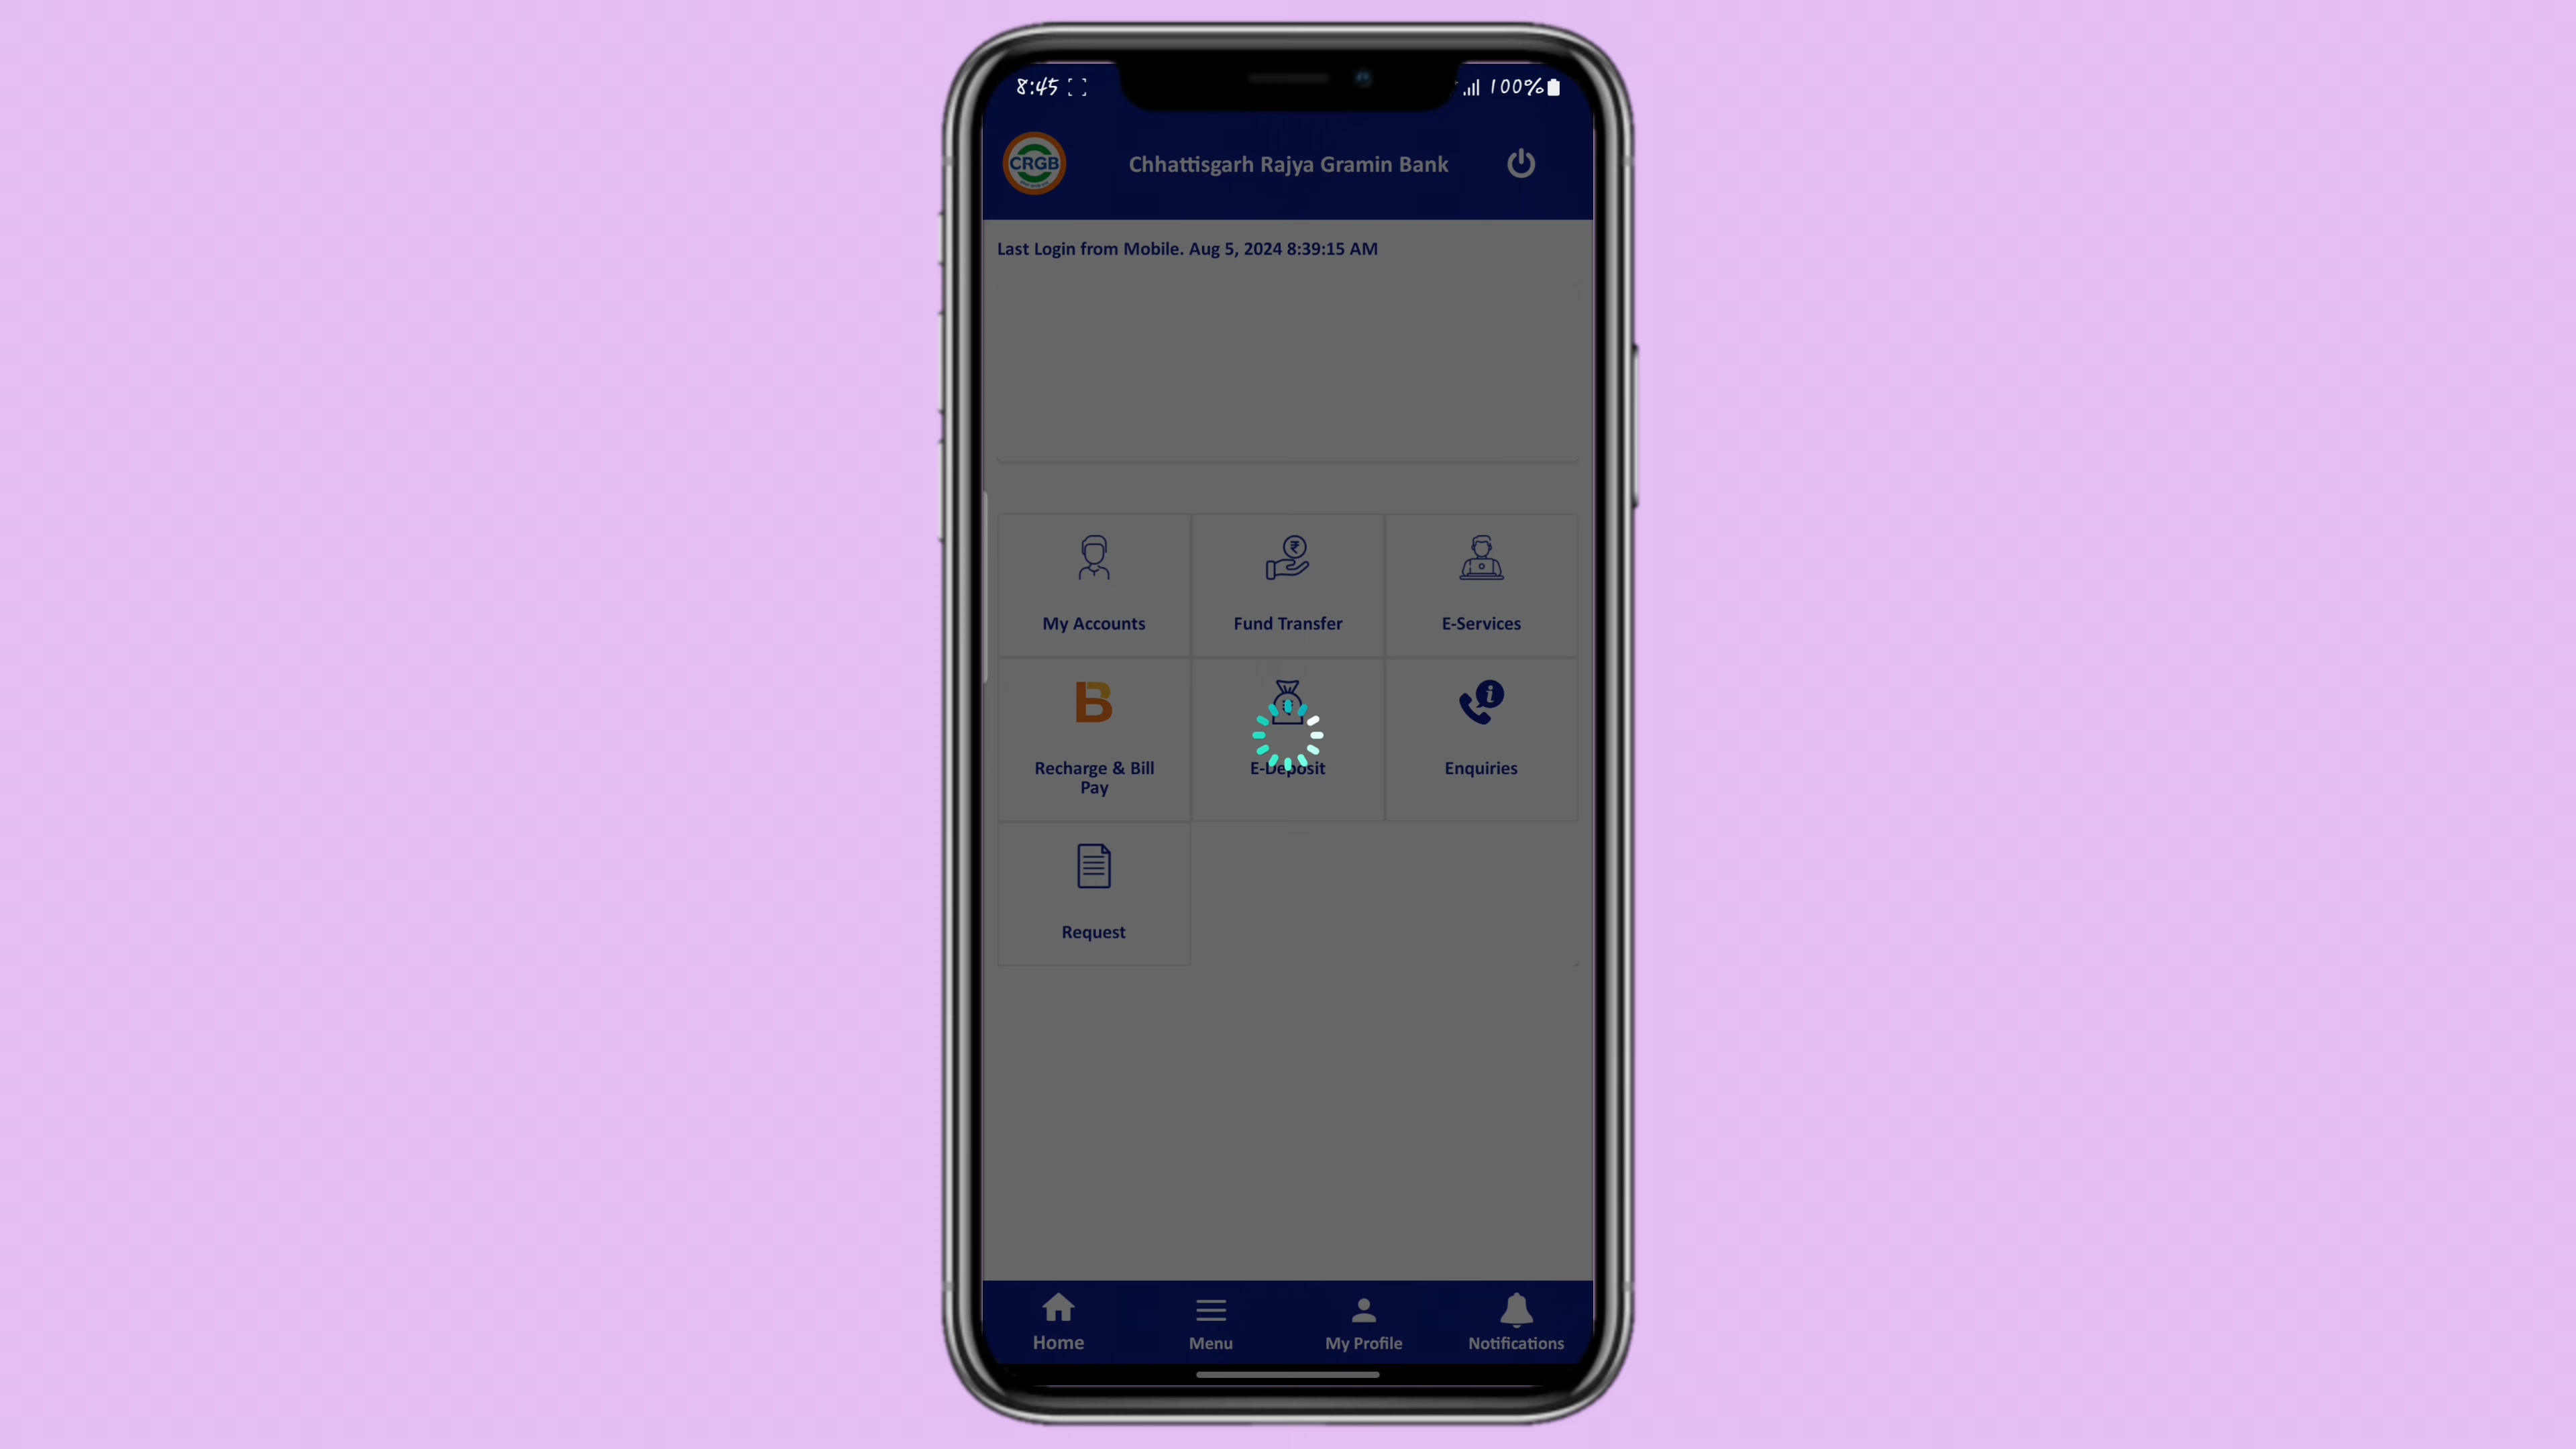 8:45
100%
CRGB
Chhattisgarh Rajya Gramin Bank
Last Login from Mobile. Aug 5, 2024 8:39:15 AM
My Accounts
Fund Transfer
E-Services
Recharge & Bill
Pay
E-Deposit
Enquiries
Request
Home
Menu
My Profile
Notifications